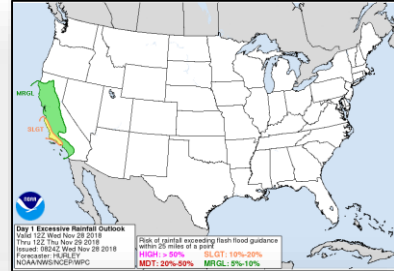 MRGL
SLGT
NOAA
Day 1 Excessive Rainfall Outlook
Valid 12Z Wed Nov 28 2018
Thru 12Z Thu Nov 29 2018
Issued: 0824Z Wed Nov 28 2018
Forecaster: HURLEY
NOAA/NWS/NCEP/WPC
Risk of rainfall exceeding flash flood guidance
within 25 miles of a point
HIGH: > 50% SLGT: 10%-20%
MDT: 20%-50% MRGL: 5%-10%